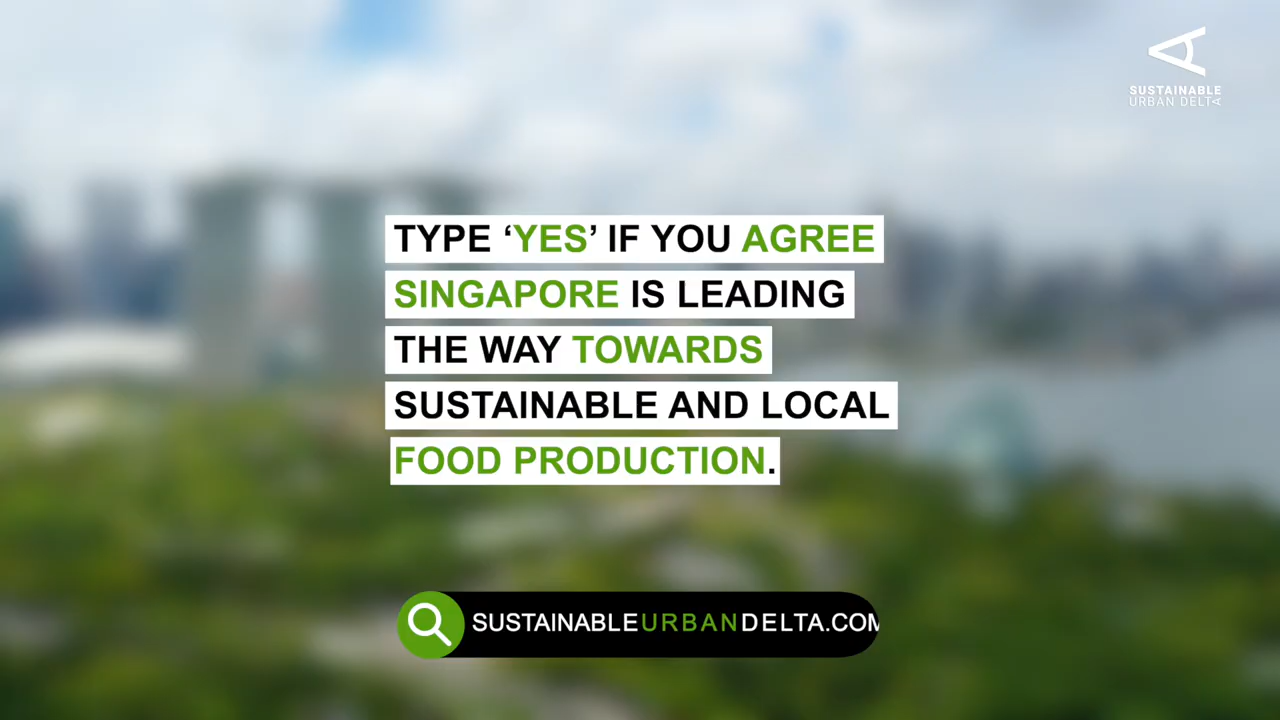 SUSTAINABLE
URBAN DELTA
TYPE ‘YES’ IF YOU AGREE
SINGAPORE IS LEADING
THE WAY TOWARDS
SUSTAINABLE AND LOCAL
FOOD PRODUCTION.
SUSTAINABLEURBANDELTA.COM